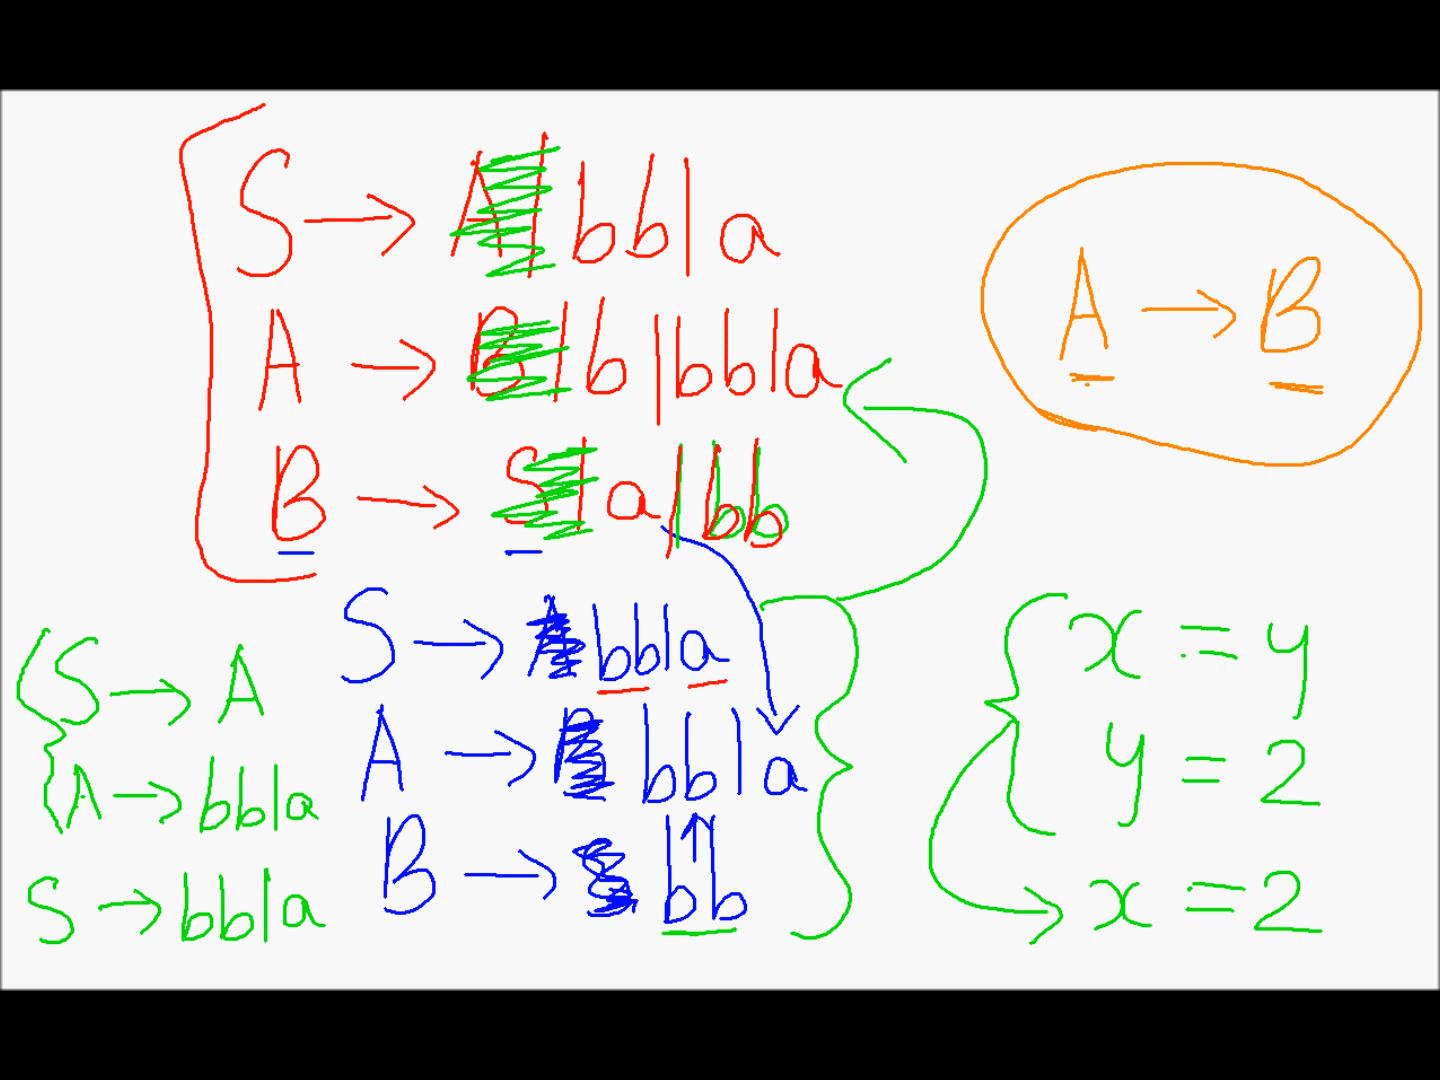 S → A | bb | a
A → B | b | bb | a
B → S | a | bb
A → B
S → A bb | a
A → B bb | a
B → S bb
S → A
A → bb | a
S → bb | a
x := y
y = 2
x := 2